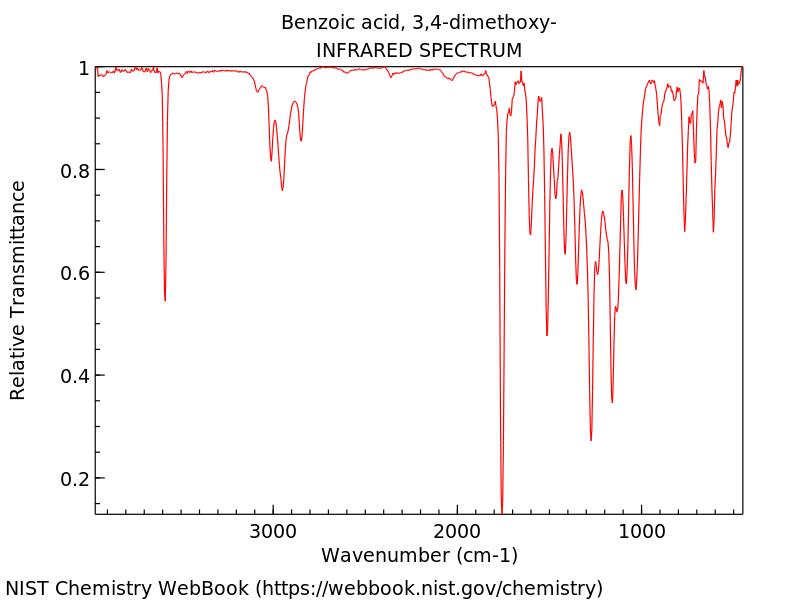 Benzoic acid, 3,4-dimethoxy-
INFRARED SPECTRUM
1
0.8
0.6
0.4
0.2
Relative Transmittance
3000 2000 1000
Wavenumber (cm-1)
NIST Chemistry WebBook (https://webbook.nist.gov/chemistry)